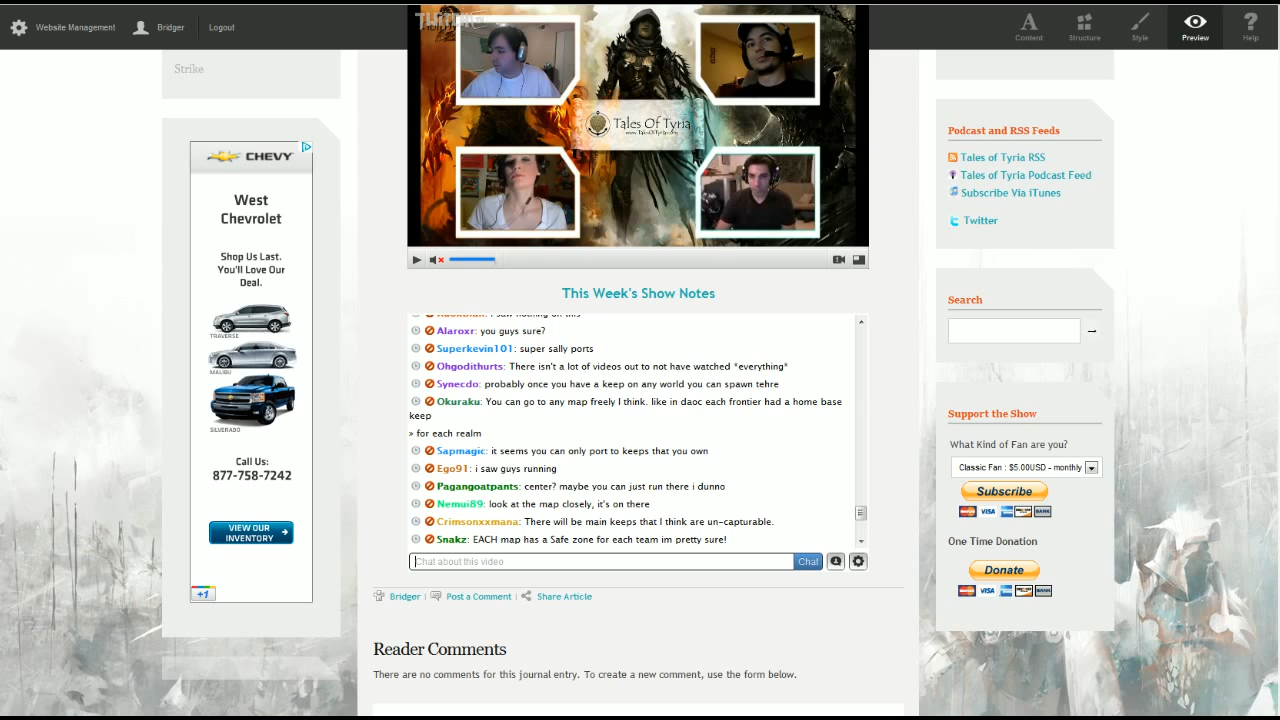 Website Management
Bridger
Logout
Content
Structure
Style
Preview
Help
Strike
CHEVY
West
Chevrolet
Shop Us Last.
You'll Love Our
Deal.
TRAVERSE
MALIBU
SILVERADO
Call Us:
877-758-7242
VIEW OUR
INVENTORY
+1
Tales Of Tyria
This Week's Show Notes
Alaroxr: you guys sure?
Superkevin101: super sally ports
Ohgodithurts: There isn't a lot of videos out to not have watched *everything*
Synecdo: probably once you have a keep on any world you can spawn tehre
Okuraku: You can go to any map freely I think. like in daoc each frontier had a home base
keep
» for each realm
Sapmagic: it seems you can only port to keeps that you own
Ego91: i saw guys running
Pagangoatpants: center? maybe you can just run there i dunno
Nemui89: look at the map closely, it's on there
Crimsonxxmana: There will be main keeps that I think are un-capturable.
Snakz: EACH map has a Safe zone for each team im pretty sure!
Chat about this video
Chat
Bridger | Post a Comment | Share Article
Reader Comments
There are no comments for this journal entry. To create a new comment, use the form below.
Podcast and RSS Feeds
Tales of Tyria RSS
Tales of Tyria Podcast Feed
Subscribe Via iTunes
Twitter
Search
Support the Show
What Kind of Fan are you?
Classic Fan : $5.00USD - monthly
Subscribe
VISA
BANK
One Time Donation
Donate
VISA
BANK